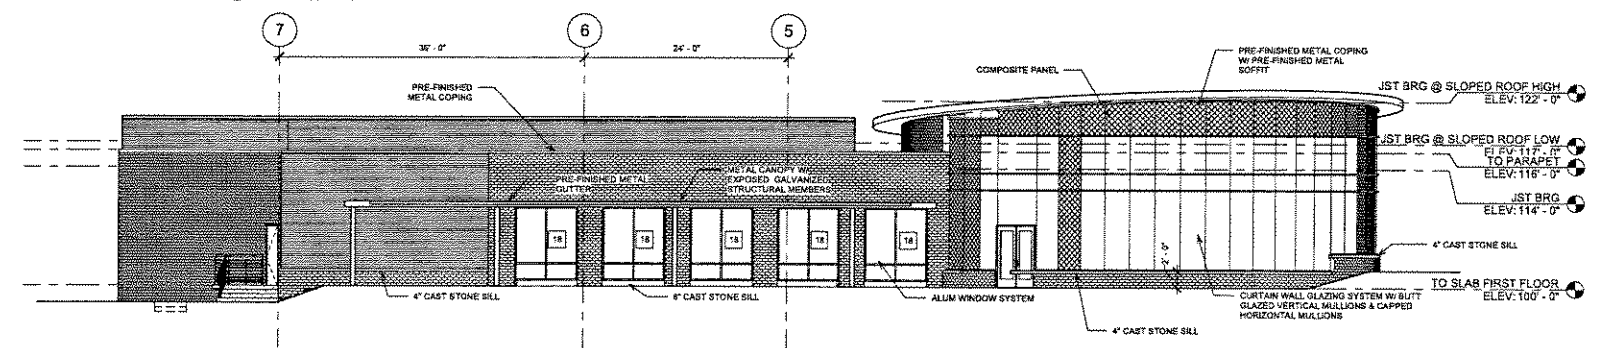 7
6
5
36' - 0"
24' - 0"
PRE-FINISHED
METAL COPING
COMPOSITE PANEL
PRE-FINISHED METAL COPING
W/ PRE-FINISHED METAL
SOFFIT
JST BRG @ SLOPED ROOF HIGH
ELEV: 122' - 0"
JST BRG @ SLOPED ROOF LOW
ELEV: 117' - 0"
TO PARAPET
ELEV: 116' - 0"
JST BRG
ELEV: 114' - 0"
PRE-FINISHED METAL
GUTTER
METAL CANOPY W/
EXPOSED GALVANIZED
STRUCTURAL MEMBERS
18
18
18
18
18
2' - 0"
4" CAST STONE SILL
TO SLAB FIRST FLOOR
ELEV: 100' - 0"
4" CAST STONE SILL
6" CAST STONE SILL
ALUM WINDOW SYSTEM
CURTAIN WALL GLAZING SYSTEM W/ BUTT
GLAZED VERTICAL MULLIONS & CAPPED
HORIZONTAL MULLIONS
4" CAST STONE SILL